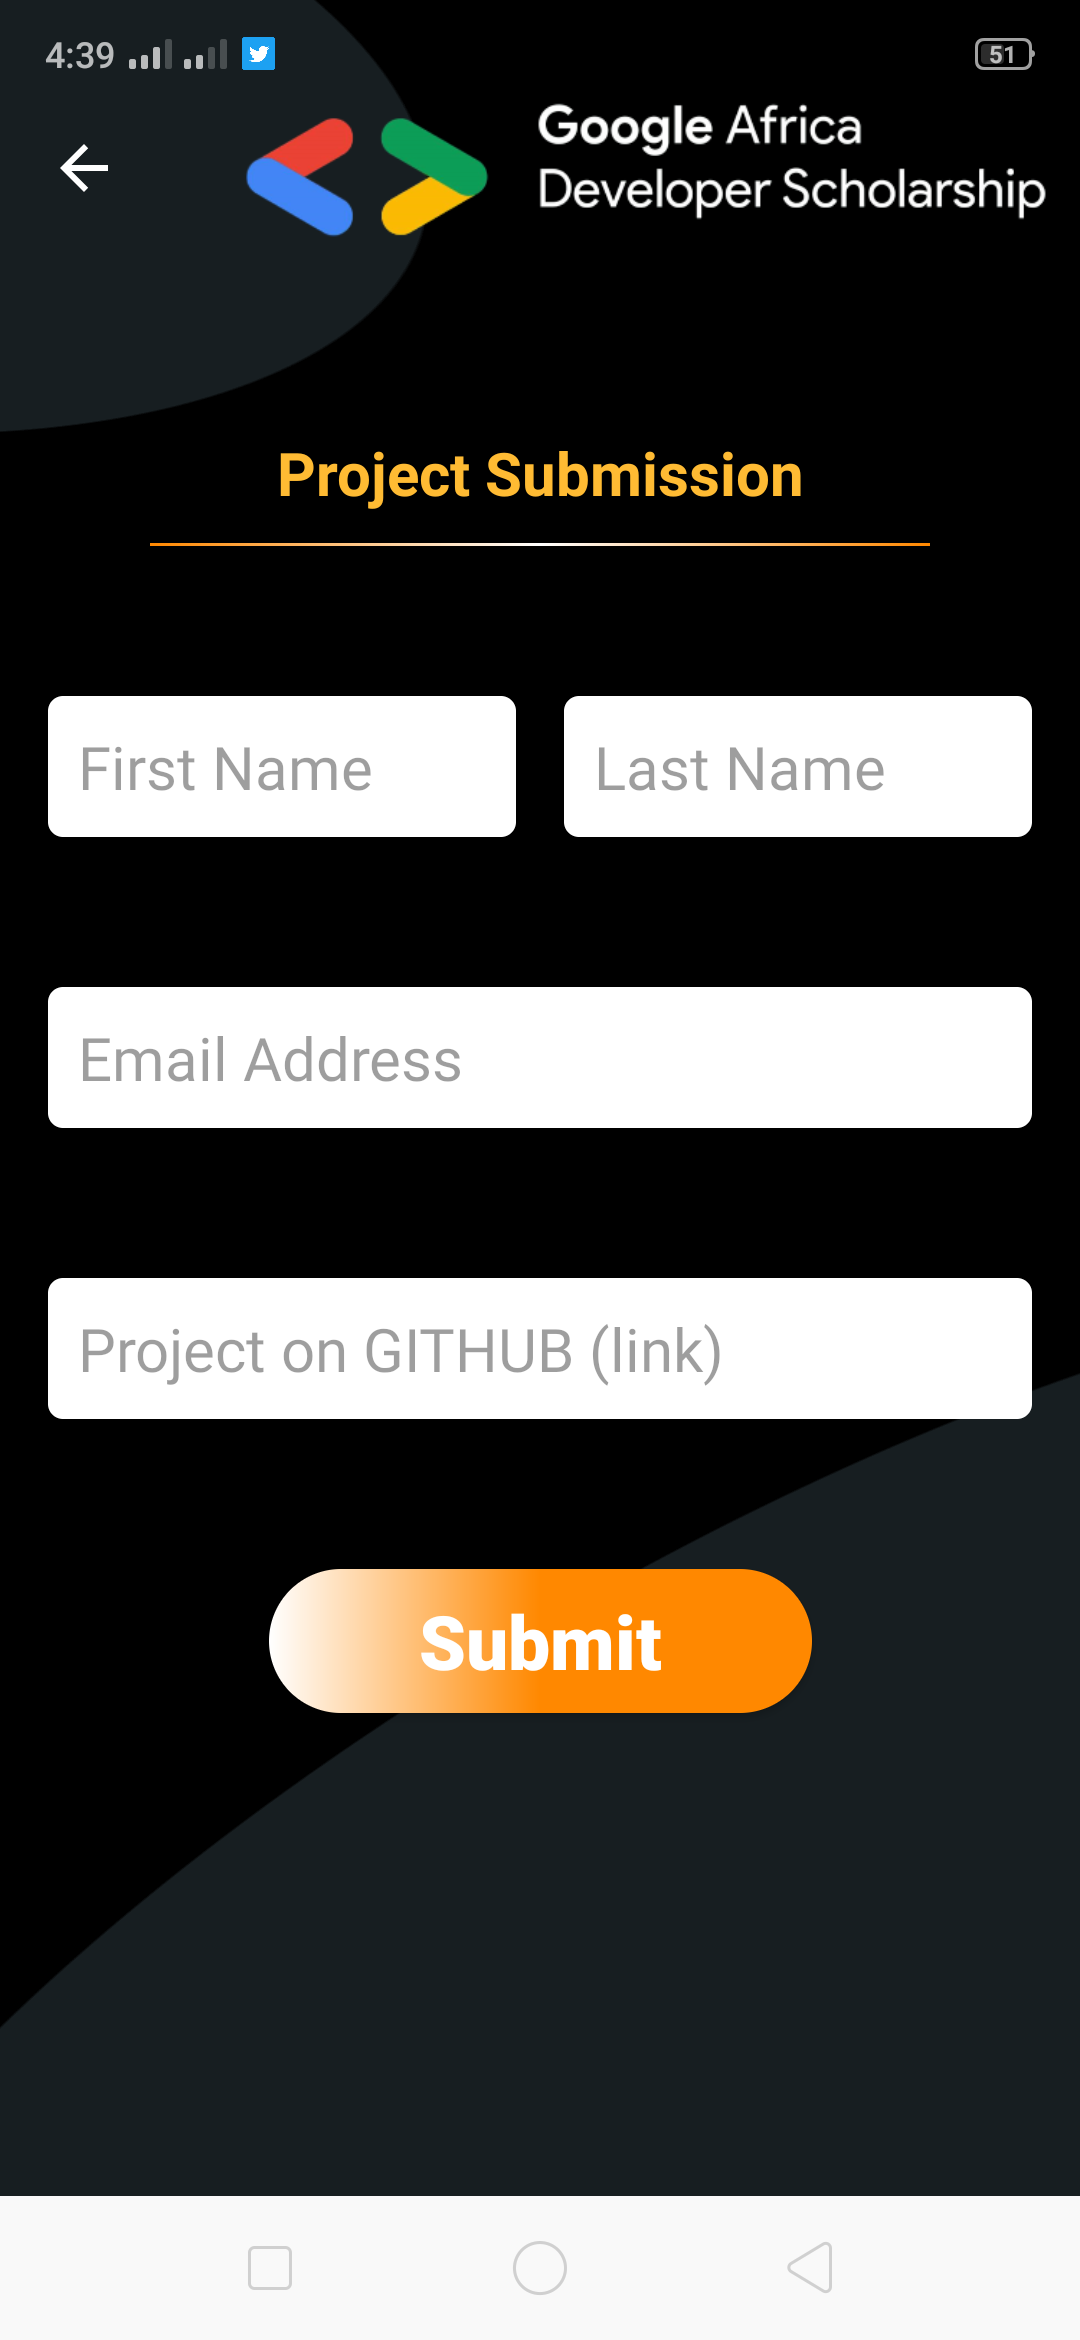 4:39
51
Google Africa
Developer Scholarship
Project Submission
First Name
Last Name
Email Address
Project on GITHUB (link)
Submit